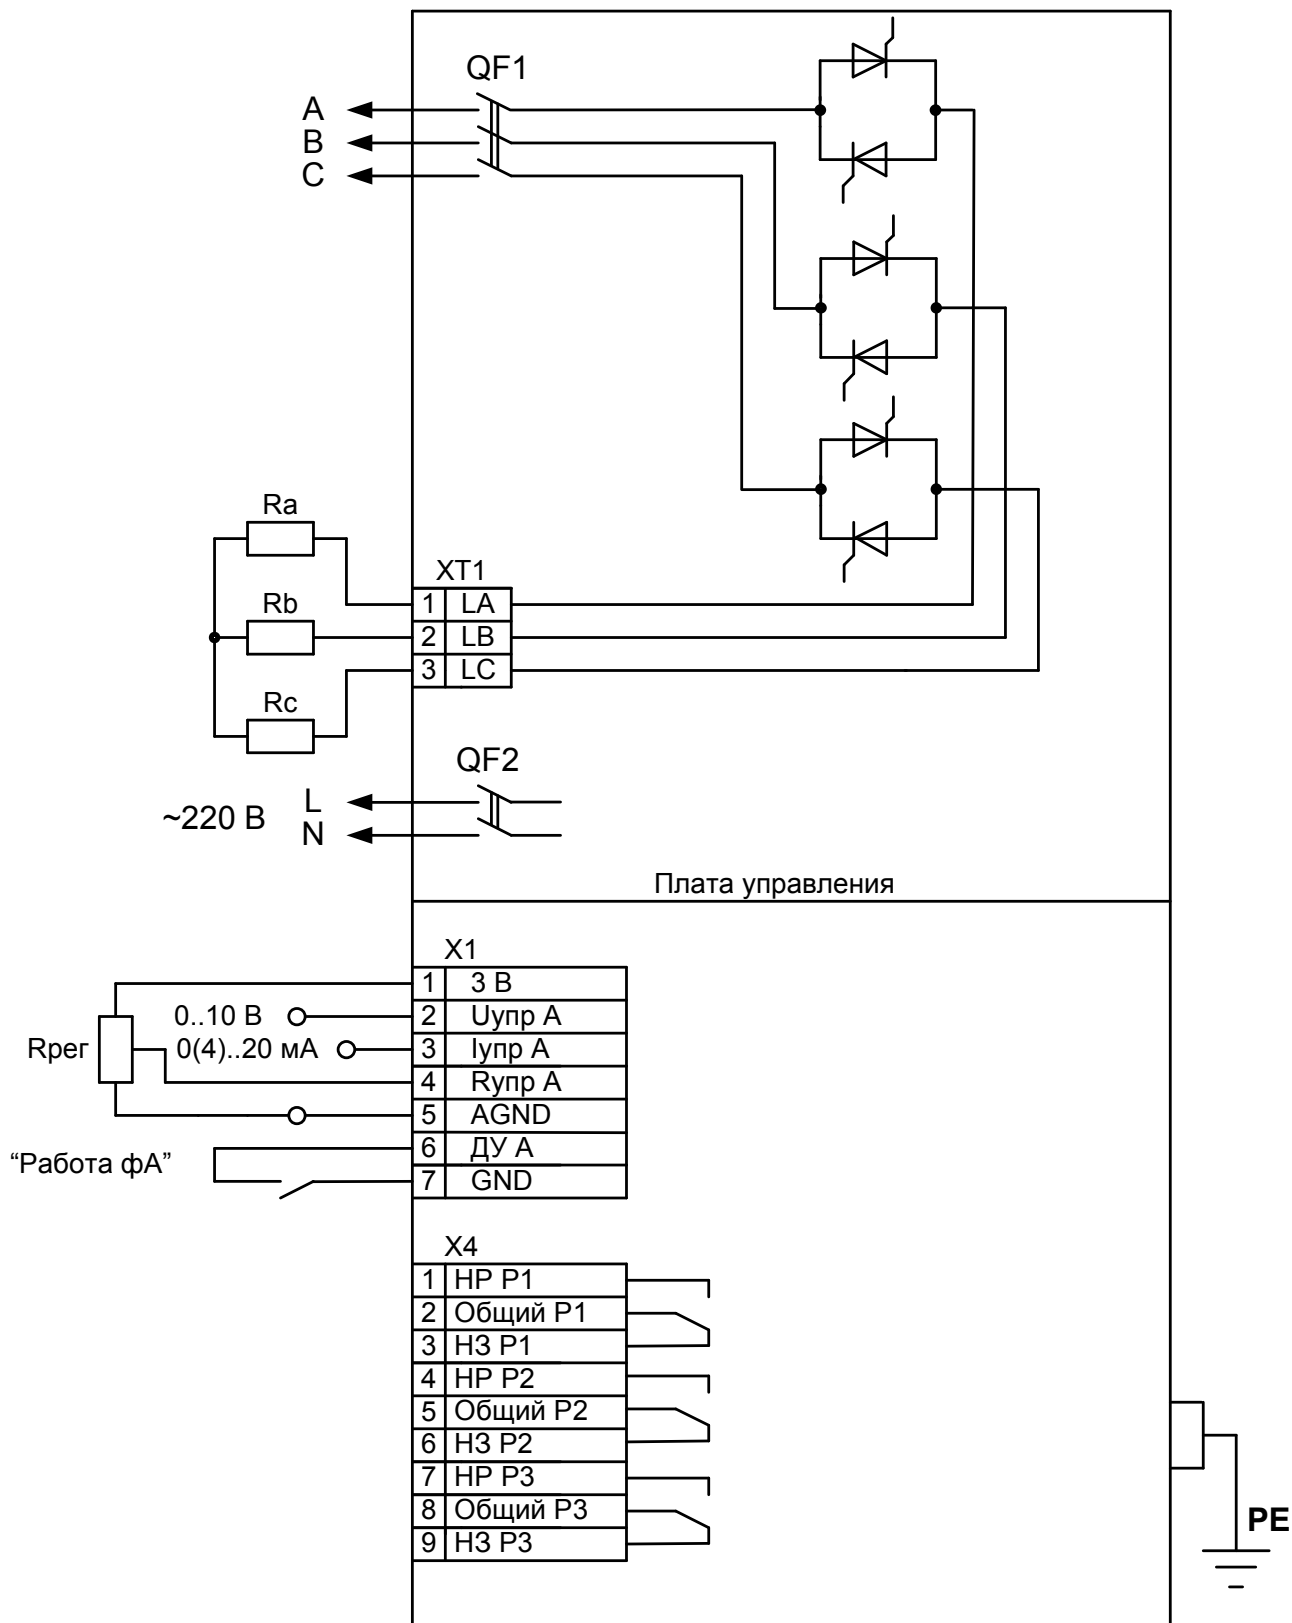 QF1
A
B
C
Ra
XT1
1 LA
Rb
2 LB
3 LC
Rc
QF2
~220 В
L
N
Плата управления
X1
1 3 В
0..10 В
2 Uупр А
Rрег
0(4)..20 мА
3 Iупр А
4 Rупр А
5 AGND
6 ДУ А
“Работа фА”
7 GND
X4
1 НР Р1
2 Общий Р1
3 НЗ Р1
4 НР Р2
5 Общий Р2
6 НЗ Р2
7 НР Р3
8 Общий Р3
9 НЗ Р3
PE